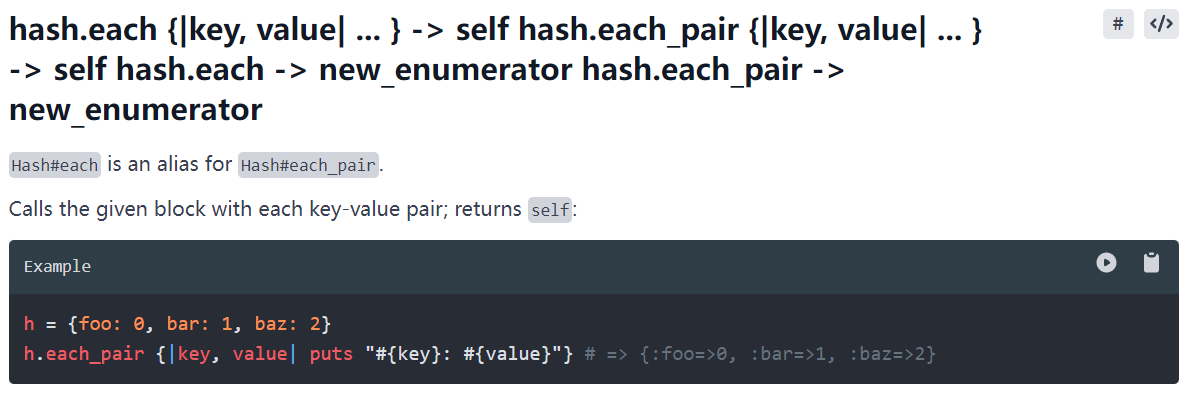 hash.each {|key, value| ... } -> self hash.each_pair {|key, value| ... }
-> self hash.each -> new_enumerator hash.each_pair ->
new_enumerator
#
</>
Hash#each is an alias for Hash#each_pair.
Calls the given block with each key-value pair; returns self:
Example
h = {foo: 0, bar: 1, baz: 2}
h.each_pair {|key, value| puts "#{key}: #{value}"} # => {:foo=>0, :bar=>1, :baz=>2}